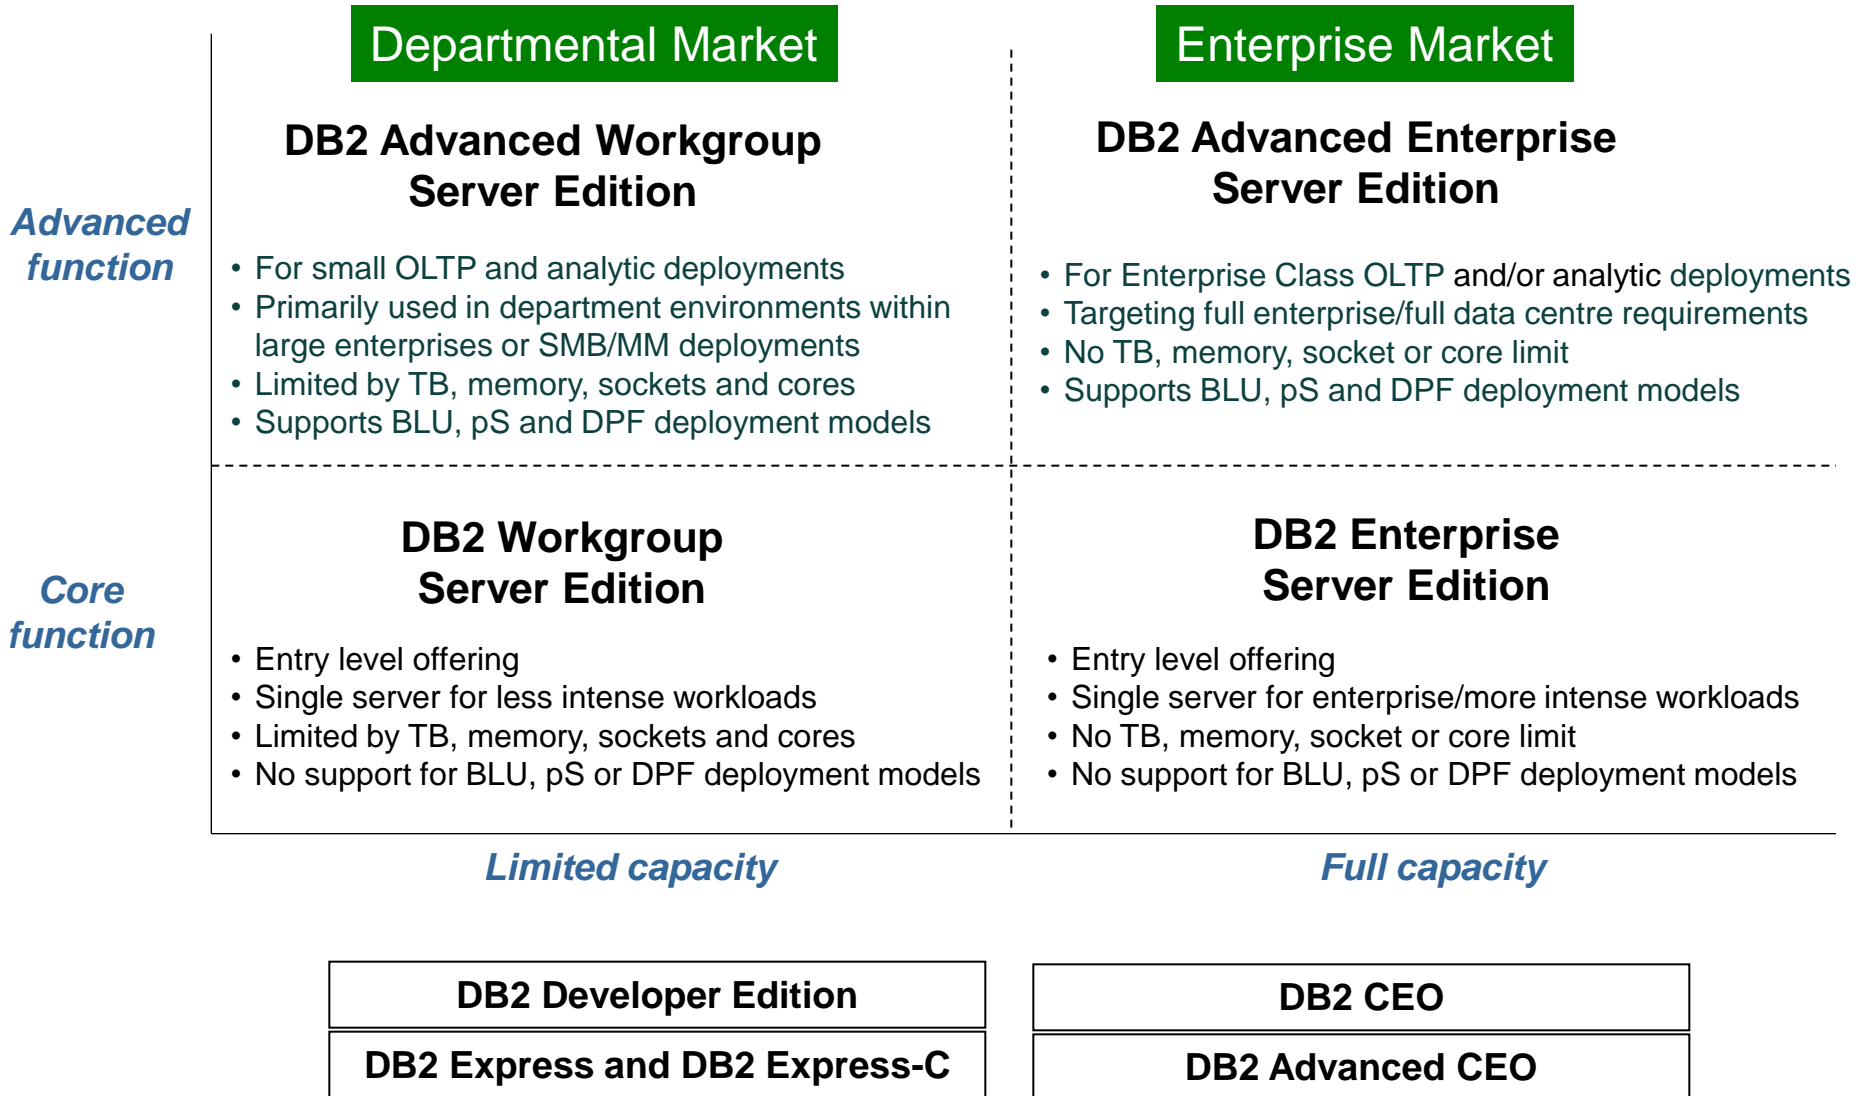 Departmental Market
Enterprise Market
Advanced
function
DB2 Advanced Workgroup
Server Edition
• For small OLTP and analytic deployments
• Primarily used in department environments within
large enterprises or SMB/MM deployments
• Limited by TB, memory, sockets and cores
• Supports BLU, pS and DPF deployment models
DB2 Advanced Enterprise
Server Edition
• For Enterprise Class OLTP and/or analytic deployments
• Targeting full enterprise/full data centre requirements
• No TB, memory, socket or core limit
• Supports BLU, pS and DPF deployment models
Core
function
DB2 Workgroup
Server Edition
• Entry level offering
• Single server for less intense workloads
• Limited by TB, memory, sockets and cores
• No support for BLU, pS or DPF deployment models
DB2 Enterprise
Server Edition
• Entry level offering
• Single server for enterprise/more intense workloads
• No TB, memory, socket or core limit
• No support for BLU, pS or DPF deployment models
Limited capacity
Full capacity
DB2 Developer Edition
DB2 Express and DB2 Express-C
DB2 CEO
DB2 Advanced CEO